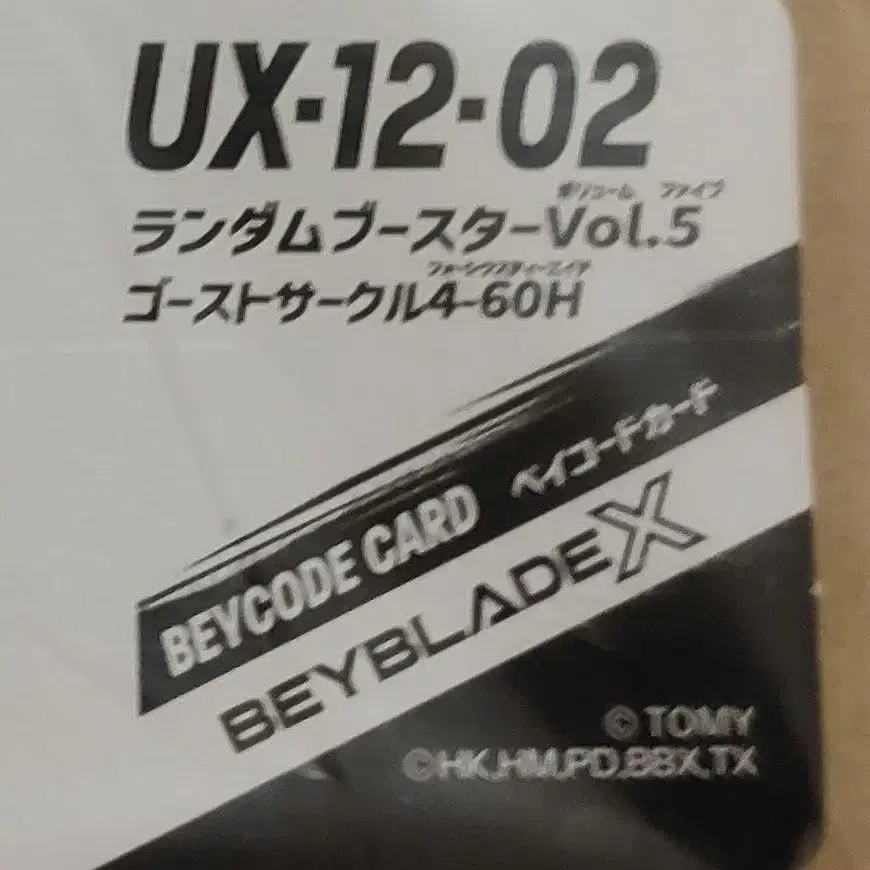 UX-12-02
ボリューム ファイブ
ランダムブースターVol.5
フォーシックスティーエイチ
ゴーストサークル4-60H
BEYCODE CARD ベイコードカード
BEYBLADE X
© TOMY
©HK,HM,PD,BBX,TX